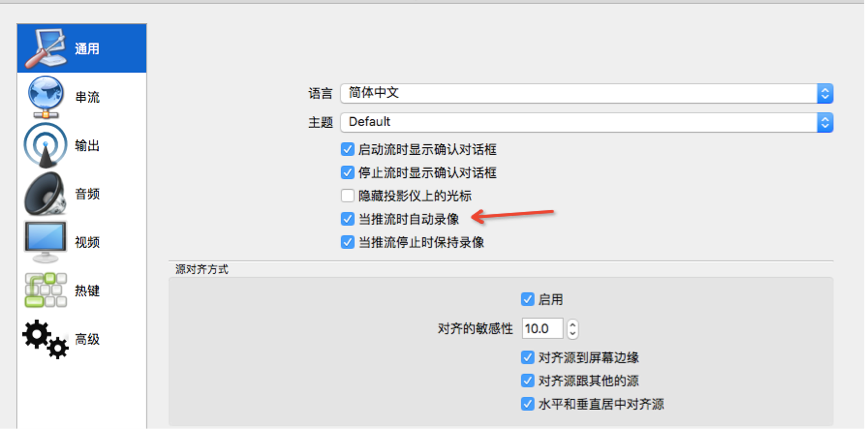 通用
串流
输出
音频
视频
热键
高级
语言 简体中文
主题 Default
启动流时显示确认对话框
停止流时显示确认对话框
隐藏投影仪上的光标
当推流时自动录像
当推流停止时保持录像
源对齐方式
启用
对齐的敏感性 10.0
对齐源到屏幕边缘
对齐源跟其他的源
水平和垂直居中对齐源